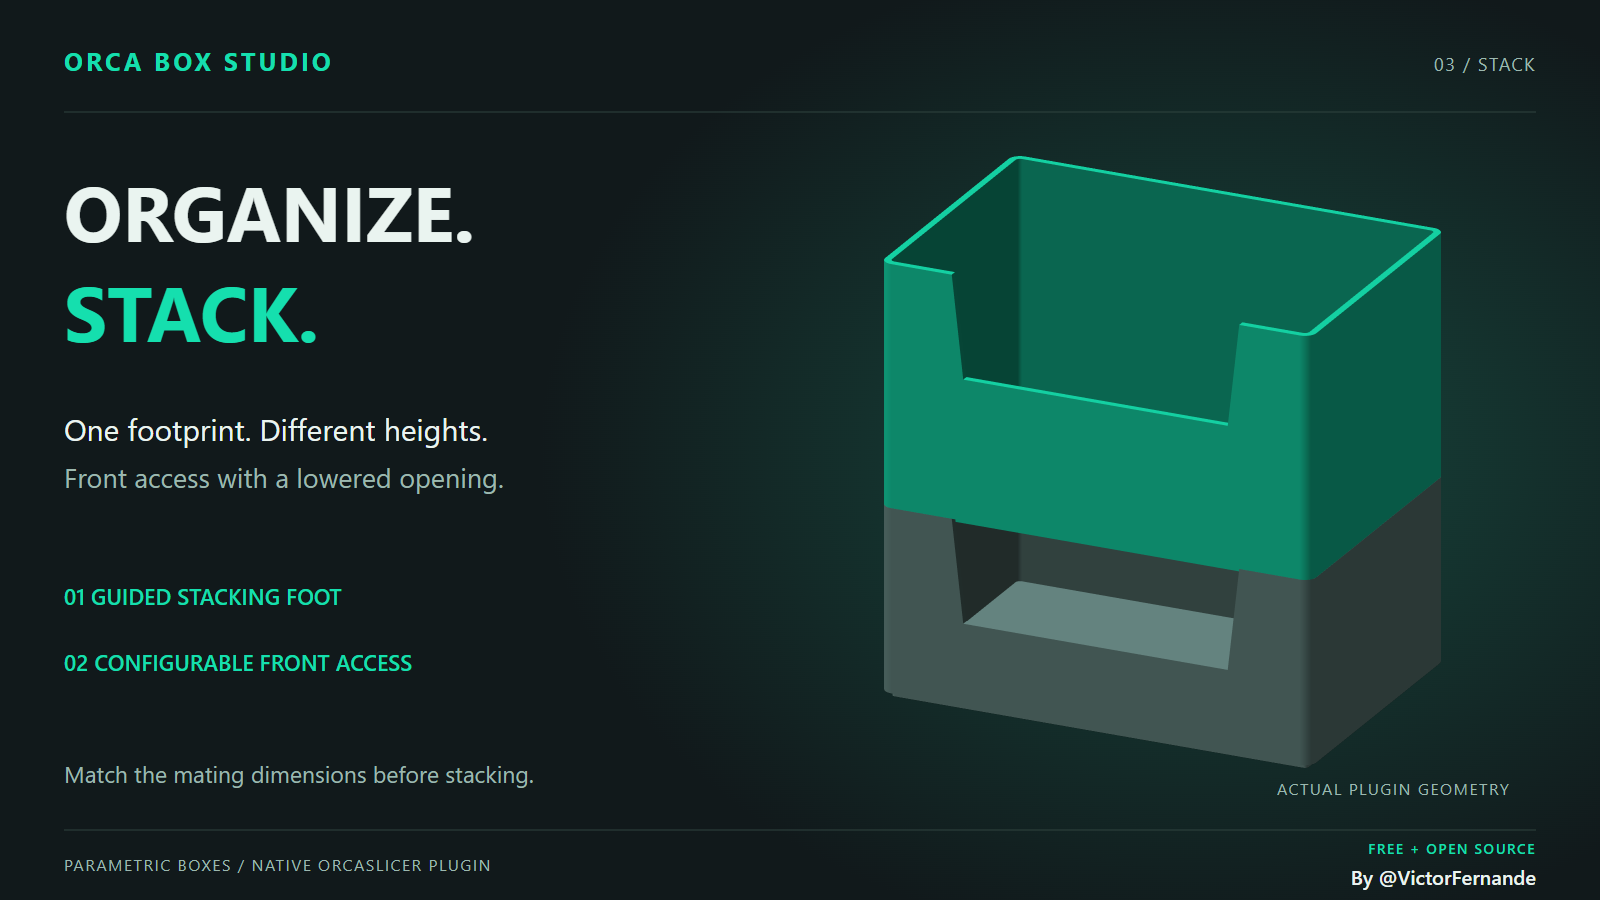 ORCA BOX STUDIO
03 / STACK
ORGANIZE.
STACK.
One footprint. Different heights.
Front access with a lowered opening.
01 GUIDED STACKING FOOT
02 CONFIGURABLE FRONT ACCESS
Match the mating dimensions before stacking.
ACTUAL PLUGIN GEOMETRY
PARAMETRIC BOXES / NATIVE ORCASLICER PLUGIN
FREE + OPEN SOURCE
By @VictorFernande